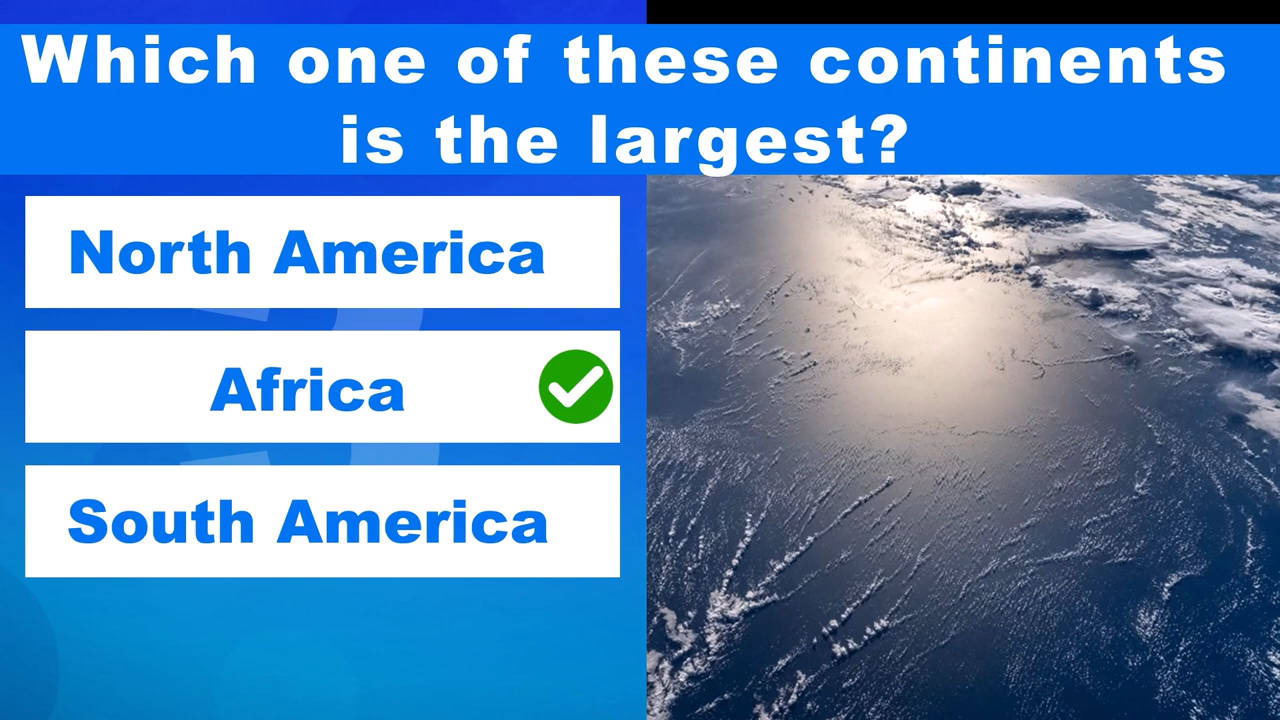 Which one of these continents
is the largest?
North America
Africa
South America